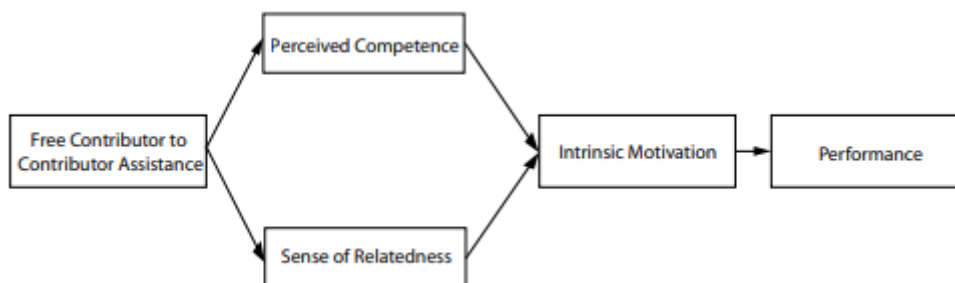 Perceived Competence
Free Contributor to
Contributor Assistance
Intrinsic Motivation
Performance
Sense of Relatedness